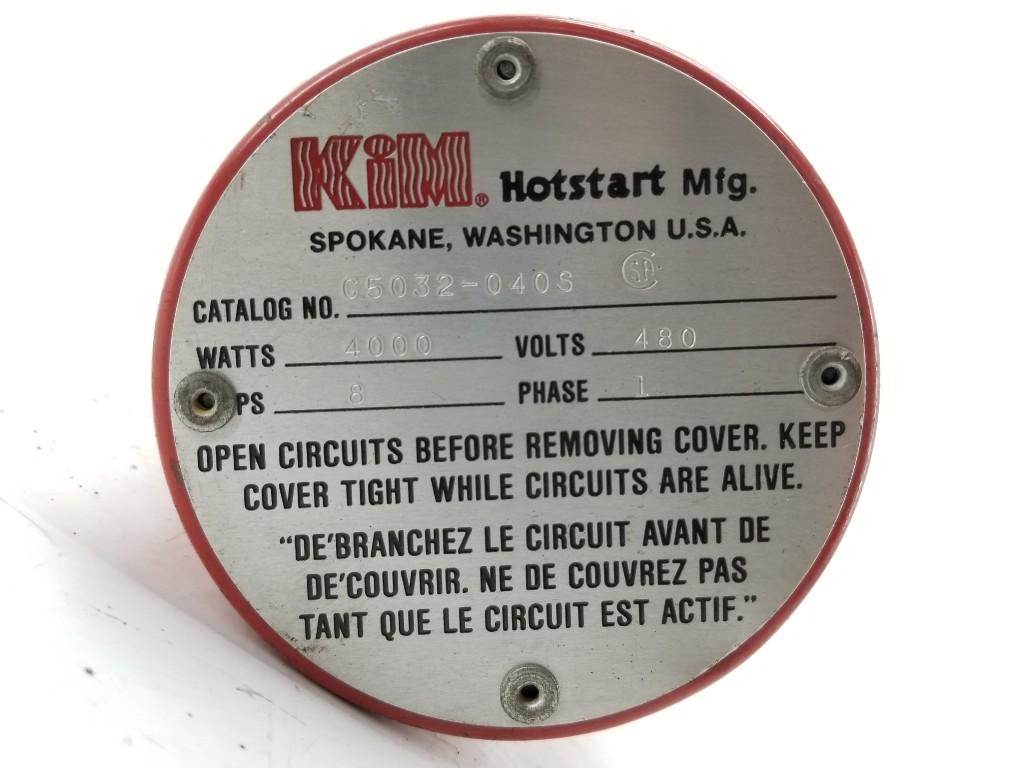 KiM® Hotstart Mfg.
SPOKANE, WASHINGTON U.S.A.
CATALOG NO. G5032-040S SA
WATTS 4000 VOLTS 480
PS 8 PHASE 1
OPEN CIRCUITS BEFORE REMOVING COVER. KEEP
COVER TIGHT WHILE CIRCUITS ARE ALIVE.
“DE'BRANCHEZ LE CIRCUIT AVANT DE
DE'COUVRIR. NE DE COUVREZ PAS
TANT QUE LE CIRCUIT EST ACTIF.”